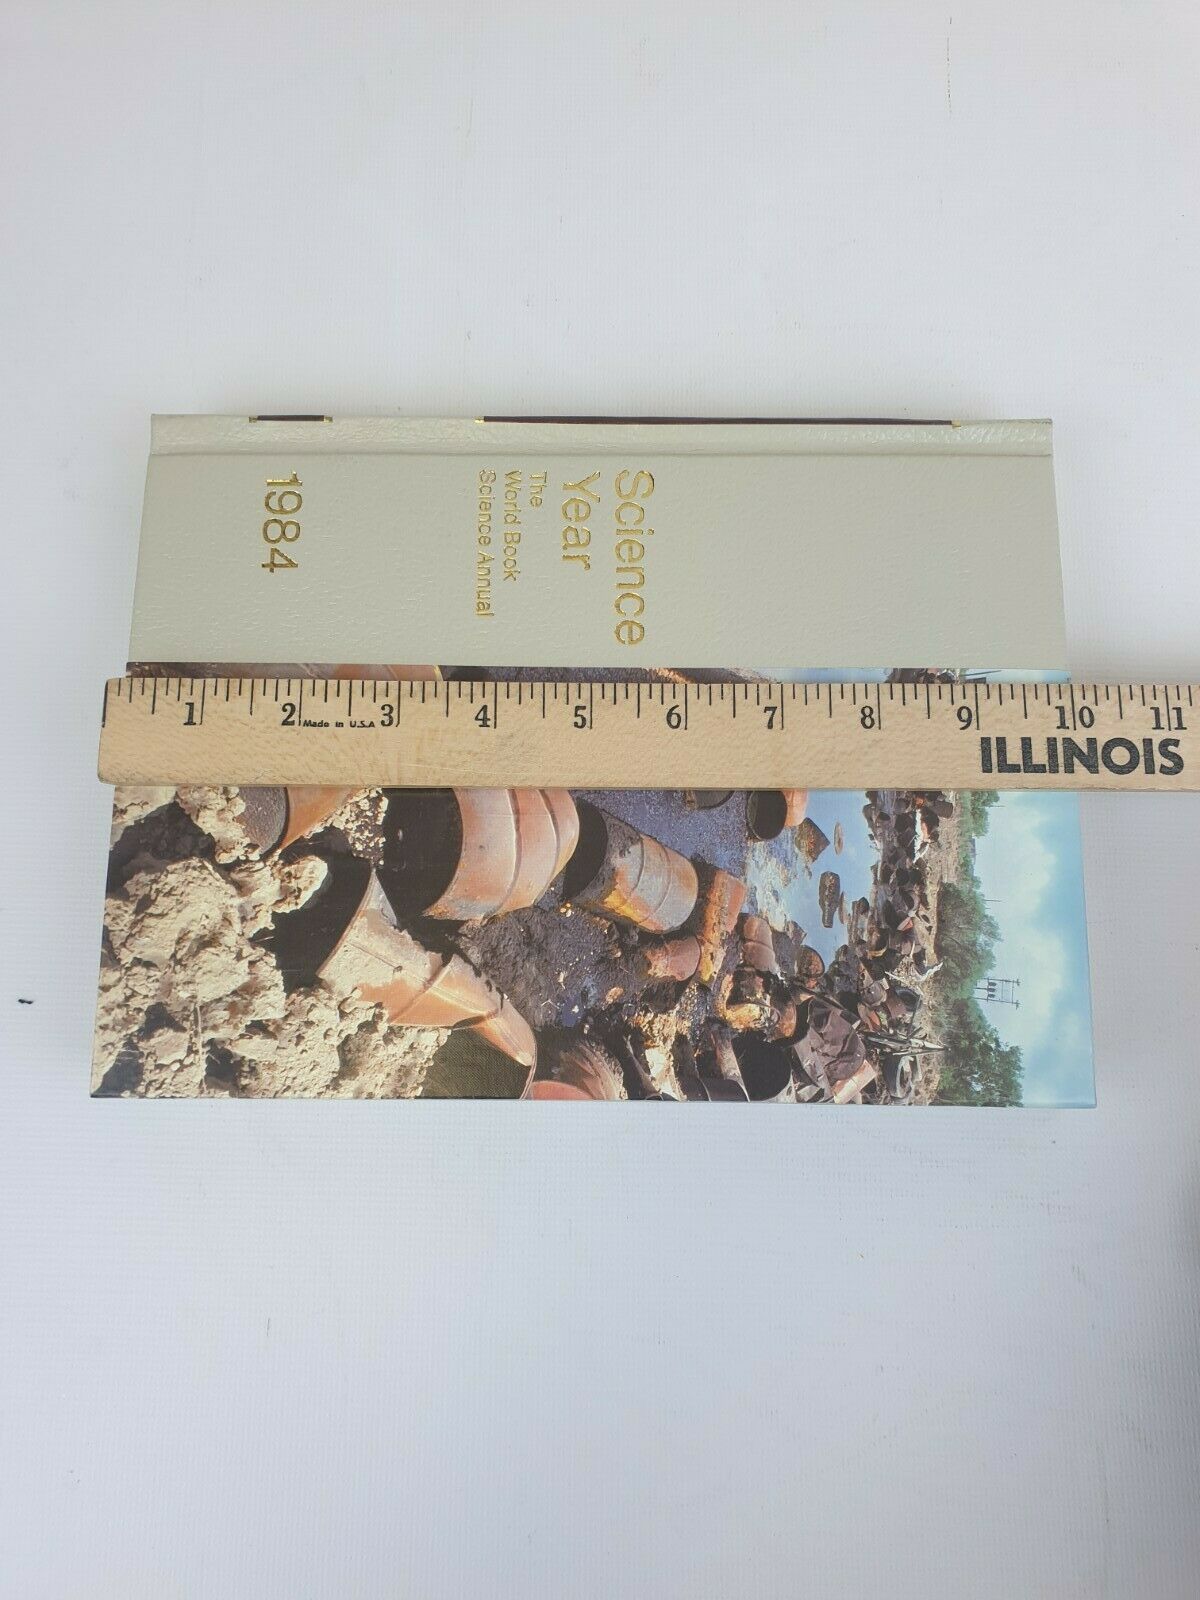 Science
Year
The
World Book
Science Annual
1984
1 2 3 4 5 6 7 8 9 10 11
Made in U.S.A
ILLINOIS